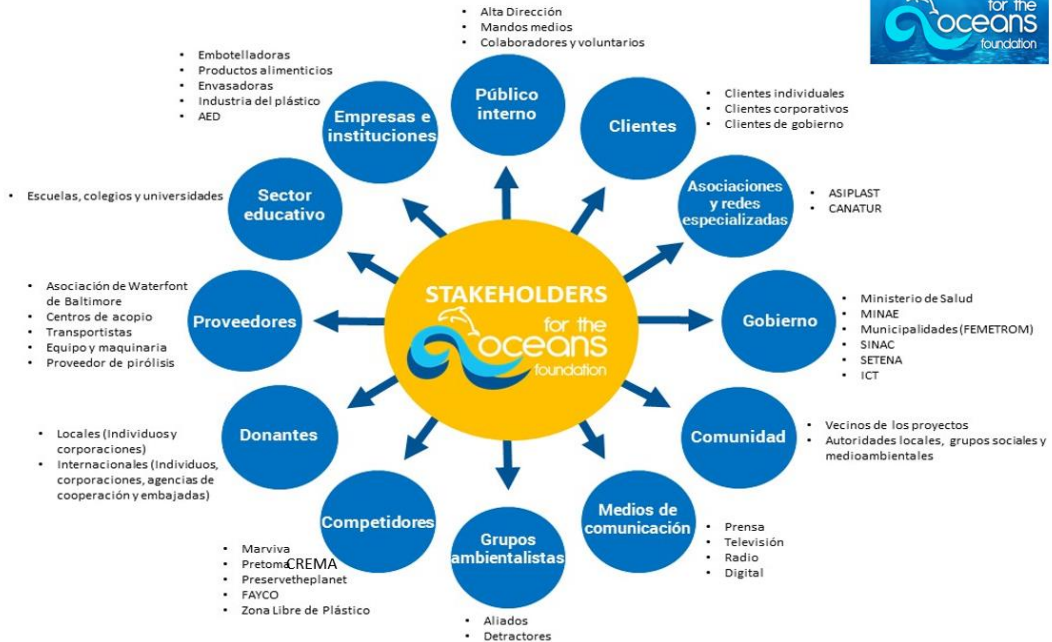 for the
oceans
foundation
• Alta Dirección
• Mandos medios
• Colaboradores y voluntarios
Público
interno
• Clientes individuales
• Clientes corporativos
• Clientes de gobierno
Clientes
Asociaciones
y redes
especializadas
• ASIPLAST
• CANATUR
Gobierno
• Ministerio de Salud
• MINAE
• Municipalidades (FEMETROM)
• SINAC
• SETENA
• ICT
Comunidad
• Vecinos de los proyectos
• Autoridades locales, grupos sociales y
medioambientales
Medios de
comunicación
• Prensa
• Televisión
• Radio
• Digital
Grupos
ambientalistas
• Aliados
• Detractores
Competidores
• Marviva
• Pretoma CREMA
• Preservetheplanet
• FAYCO
• Zona Libre de Plástico
Donantes
• Locales (Individuos y
corporaciones)
• Internacionales (Individuos,
corporaciones, agencias de
cooperación y embajadas)
Proveedores
• Asociación de Waterfont
de Baltimore
• Centros de acopio
• Transportistas
• Equipo y maquinaria
• Proveedor de pirólisis
Sector
educativo
• Escuelas, colegios y universidades
Empresas e
instituciones
• Embotelladoras
• Productos alimenticios
• Envasadoras
• Industria del plástico
• AED
STAKEHOLDERS
for the
oceans
foundation